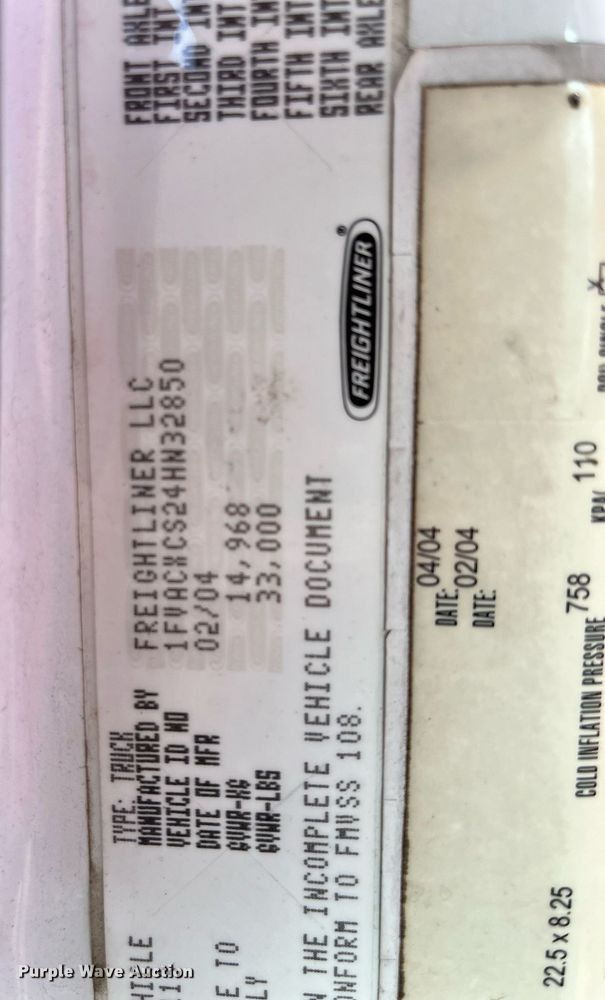 FRONT AXLE
FIRST INT
SECOND INT
THIRD INT
FOURTH INT
FIFTH INT
SIXTH INT
REAR AXLE
TYPE: TRUCK
MANUFACTURED BY FREIGHTLINER LLC
VEHICLE ID NO 1FVACXCS24HN32850
DATE OF MFR 02/04
GVWR-KG 14,968
GVWR-LBS 33,000
THE INCOMPLETE VEHICLE DOCUMENT
ONFORM TO FMVSS 108.
FREIGHTLINER®
HICLE
E TO
LY
DATE: 04/04
DATE: 02/04
22.5 x 8.25
COLD INFLATION PRESSURE 758 KPA/ 110
Purple Wave Auction